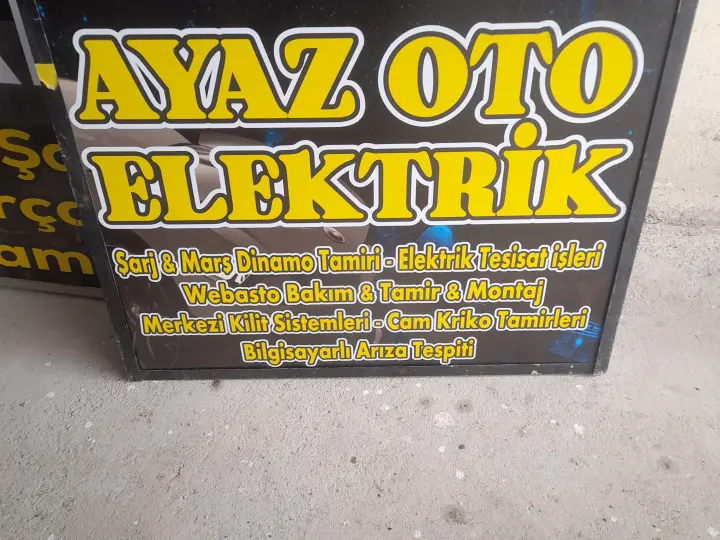 AYAZ OTO
ELEKTRİK
Şarj & Marş Dinamo Tamiri - Elektrik Tesisat işleri
Webasto Bakım & Tamir & Montaj
Merkezi Kilit Sistemleri - Cam Kriko Tamirleri
Bilgisayarlı Arıza Tespiti